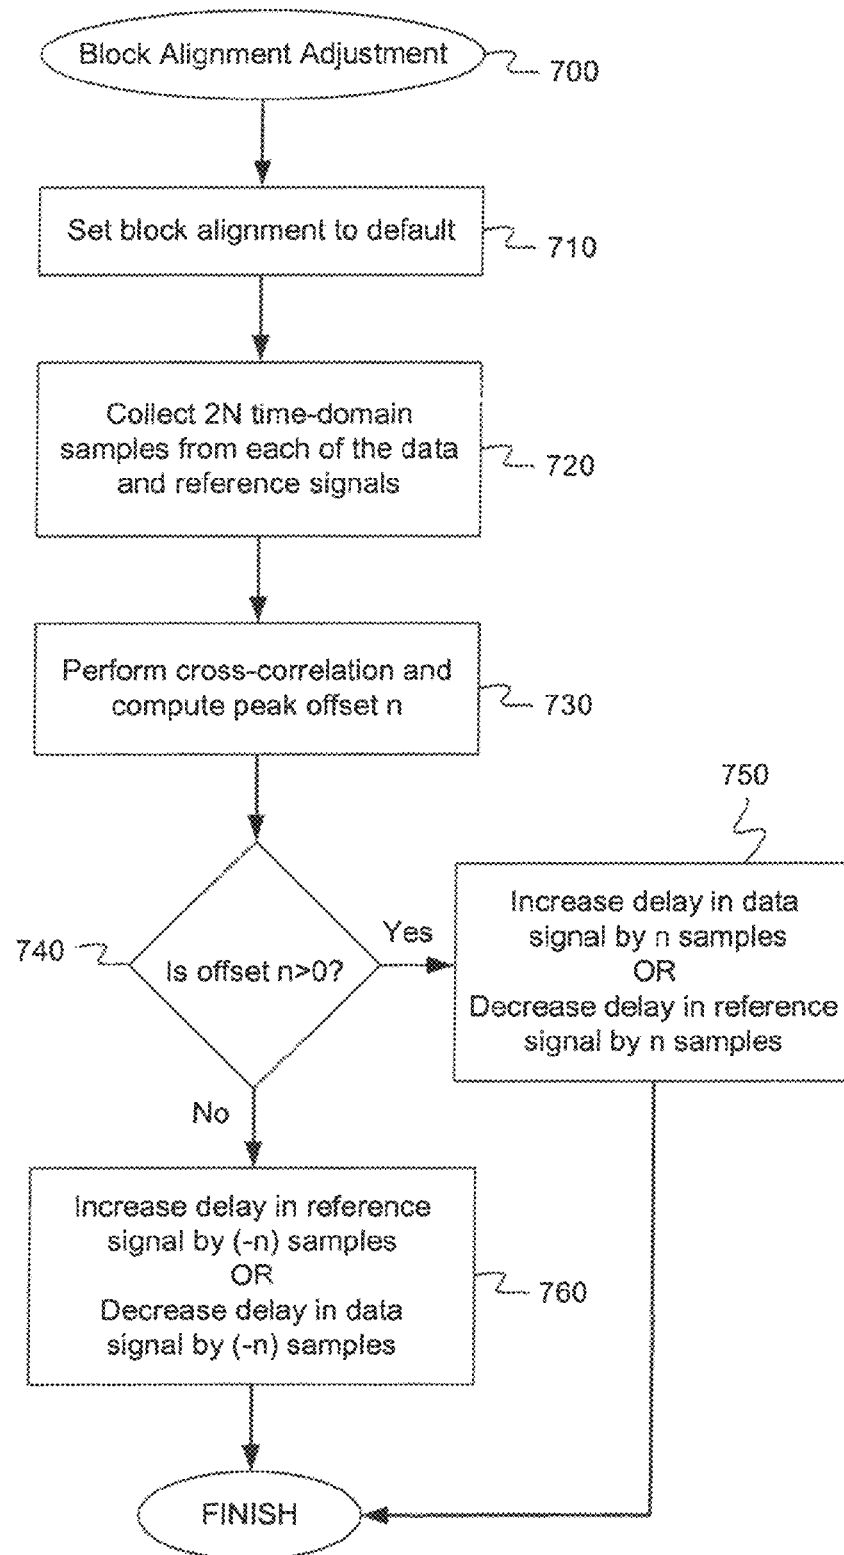 Block Alignment Adjustment
700
Set block alignment to default
710
Collect 2N time-domain
samples from each of the data
and reference signals
720
Perform cross-correlation and
compute peak offset n
730
740
Is offset n>0?
Yes
750
Increase delay in data
signal by n samples
OR
Decrease delay in reference
signal by n samples
No
Increase delay in reference
signal by (-n) samples
OR
Decrease delay in data
signal by (-n) samples
760
FINISH